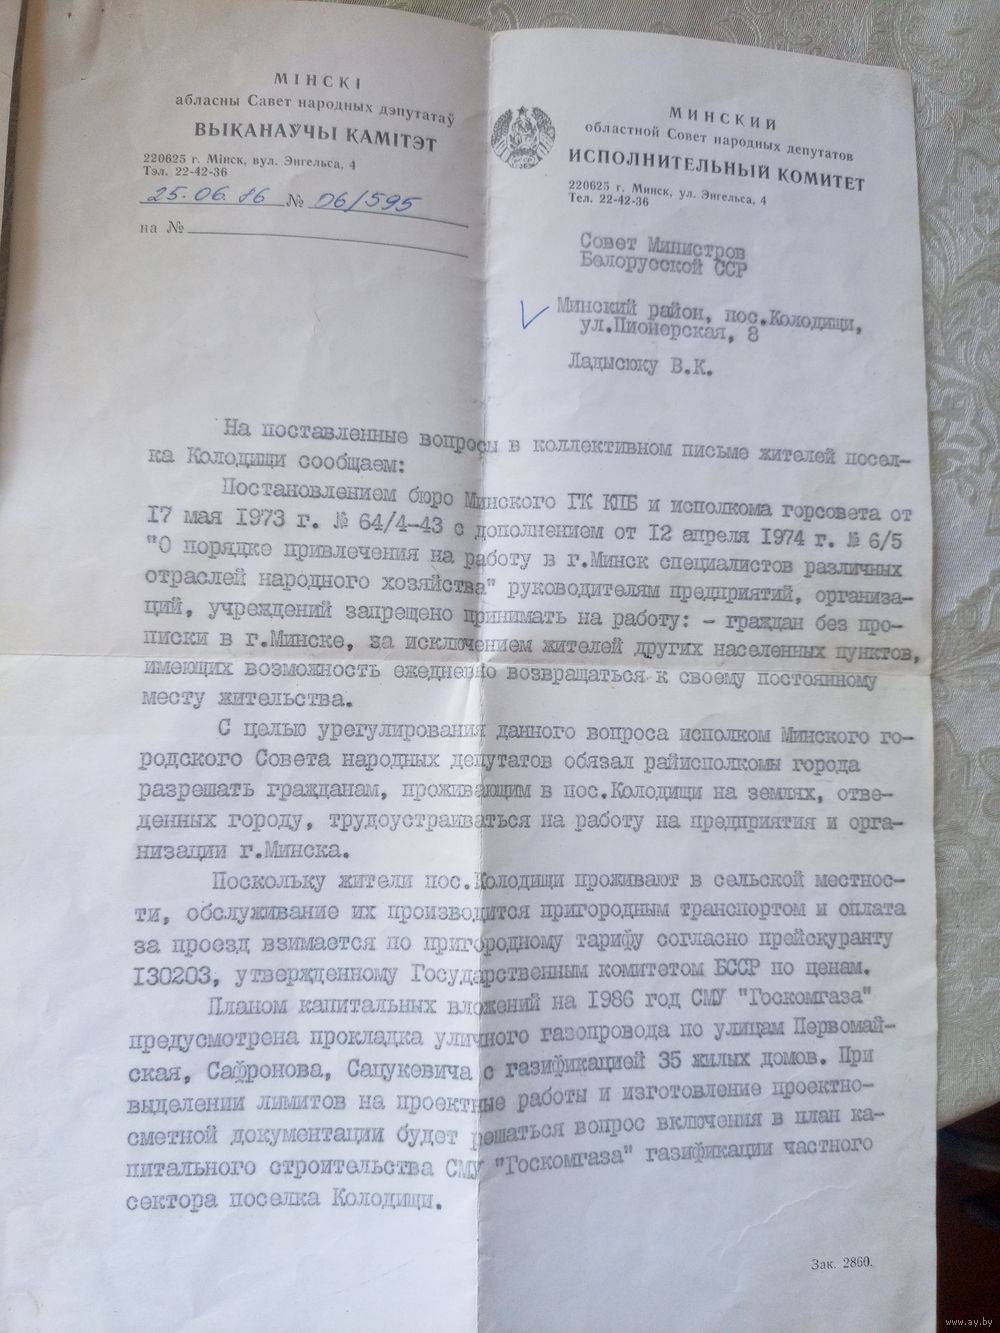 МІНСКІ
абласны Савет народных дэпутатаў
ВЫКАНАЎЧЫ КАМІТЭТ
220625 г. Мінск, вул. Энгельса, 4
Тэл. 22-42-36
25.06.86 № 06/595
на №
МИНСКИЙ
областной Совет народных депутатов
ИСПОЛНИТЕЛЬНЫЙ КОМИТЕТ
220625 г. Минск, ул. Энгельса, 4
Тел. 22-42-36
Совет Министров
Белорусской ССР
Минский район, пос.Колодищи,
ул.Пионерская, 8
Ладысюку В.К.
На поставленные вопросы в коллективном письме жителей посел-
ка Колодищи сообщаем:
Постановлением бюро Минского ГК КПБ и исполкома горсовета от
17 мая 1973 г. № 64/4-43 с дополнением от 12 апреля 1974 г. № 6/5
"О порядке привлечения на работу в г.Минск специалистов различных
отраслей народного хозяйства" руководителям предприятий, организа-
ций, учреждений запрещено принимать на работу: - граждан без про-
писки в г.Минске, за исключением жителей других населенных пунктов,
имеющих возможность ежедневно возвращаться к своему постоянному
месту жительства.
С целью урегулирования данного вопроса исполком Минского го-
родского Совета народных депутатов обязал райисполкомы города
разрешать гражданам, проживающим в пос.Колодищи на землях, отве-
денных городу, трудоустраиваться на работу на предприятия и орга-
низации г.Минска.
Поскольку жители пос.Колодищи проживают в сельской местнос-
ти, обслуживание их производится пригородным транспортом и оплата
за проезд взимается по пригородному тарифу согласно прейскуранту
130203, утвержденному Государственным комитетом БССР по ценам.
Планом капитальных вложений на 1986 год СМУ "Госкомгаза"
предусмотрена прокладка уличного газопровода по улицам Первомай-
ская, Сафронова, Сацукевича с газификацией 35 жилых домов. При
выделении лимитов на проектные работы и изготовление проектно-
сметной документации будет решаться вопрос включения в план ка-
питального строительства СМУ "Госкомгаза" газификации частного
сектора поселка Колодищи.
Зак. 2860.
www.ay.by